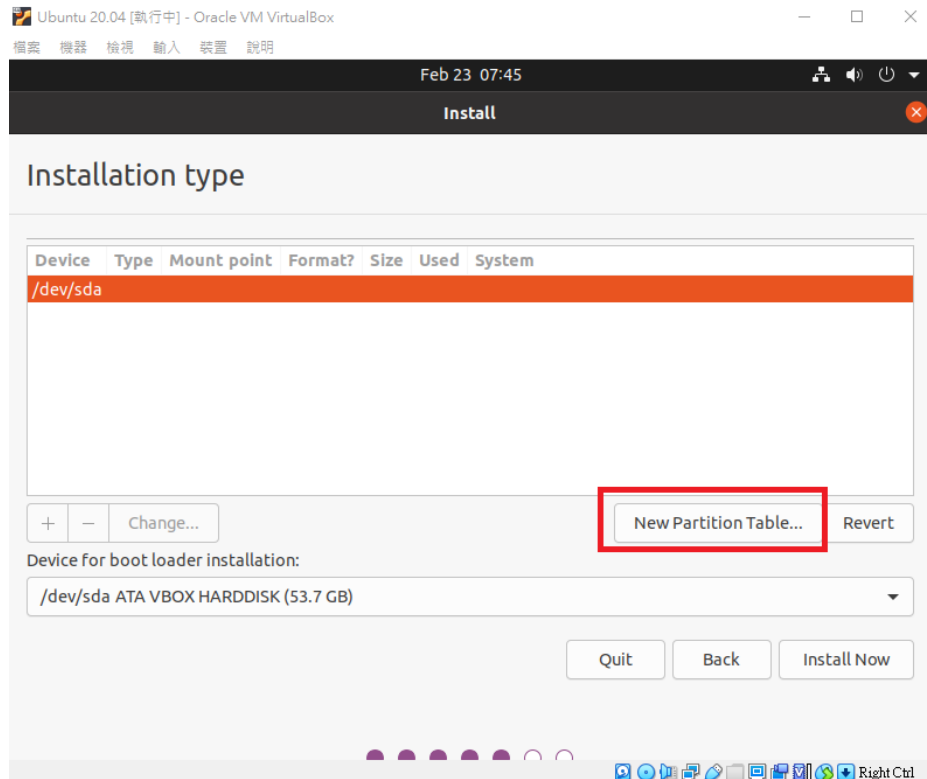 Ubuntu 20.04 [執行中] - Oracle VM VirtualBox
檔案 機器 檢視 輸入 裝置 說明
Feb 23 07:45
Install
Installation type
Device Type Mount point Format? Size Used System
/dev/sda
+ − Change... New Partition Table... Revert
Device for boot loader installation:
/dev/sda ATA VBOX HARDDISK (53.7 GB)
Quit Back Install Now
Right Ctrl